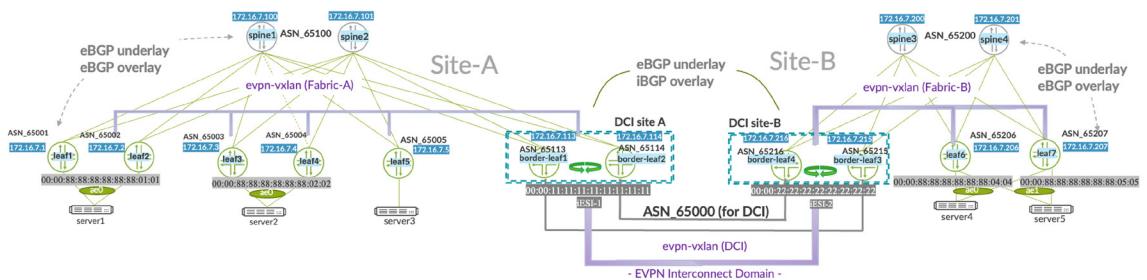 172.16.7.100
172.16.7.101
spine1
ASN_65100
spine2
eBGP underlay
eBGP overlay
Site-A
evpn-vxlan (Fabric-A)
ASN_65001
172.16.7.1
leaf1
ASN_65002
172.16.7.2
leaf2
ASN_65003
172.16.7.3
leaf3
ASN_65004
172.16.7.4
leaf4
ASN_65005
172.16.7.5
leaf5
00:00:88:88:88:88:88:88:01:01
00:00:88:88:88:88:88:88:02:02
ae0
ae0
server1
server2
server3
eBGP underlay
iBGP overlay
DCI site A
172.16.7.113
172.16.7.114
ASN_65113
border-leaf1
ASN_65114
border-leaf2
00:00:11:11:11:11:11:11:11:11
iESI-1
DCI site-B
172.16.7.216
172.16.7.215
ASN_65216
border-leaf4
ASN_65215
border-leaf3
00:00:22:22:22:22:22:22:22:22
iESI-2
ASN_65000 (for DCI)
evpn-vxlan (DCI)
- EVPN Interconnect Domain -
172.16.7.200
172.16.7.201
spine3
ASN_65200
spine4
Site-B
eBGP underlay
eBGP overlay
evpn-vxlan (Fabric-B)
ASN_65206
172.16.7.206
leaf6
ASN_65207
172.16.7.207
leaf7
00:00:88:88:88:88:88:88:04:04
00:00:88:88:88:88:88:88:05:05
ae0
ae1
server4
server5